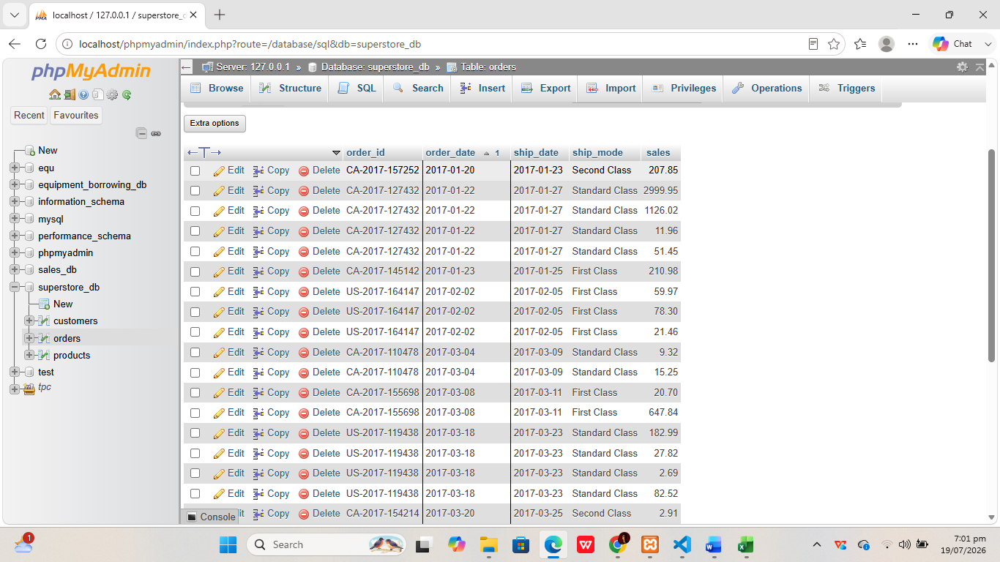 localhost / 127.0.0.1 / superstore_d
localhost/phpmyadmin/index.php?route=/database/sql&db=superstore_db
Chat
phpMyAdmin
Recent Favourites
New
equ
equipment_borrowing_db
information_schema
mysql
performance_schema
phpmyadmin
sales_db
superstore_db
New
customers
orders
products
test
tpc
Server: 127.0.0.1 » Database: superstore_db » Table: orders
Browse Structure SQL Search Insert Export Import Privileges Operations Triggers
Extra options
order_id order_date 1 ship_date ship_mode sales
Edit Copy Delete CA-2017-157252 2017-01-20 2017-01-23 Second Class 207.85
Edit Copy Delete CA-2017-127432 2017-01-22 2017-01-27 Standard Class 2999.95
Edit Copy Delete CA-2017-127432 2017-01-22 2017-01-27 Standard Class 1126.02
Edit Copy Delete CA-2017-127432 2017-01-22 2017-01-27 Standard Class 11.96
Edit Copy Delete CA-2017-127432 2017-01-22 2017-01-27 Standard Class 51.45
Edit Copy Delete CA-2017-145142 2017-01-23 2017-01-25 First Class 210.98
Edit Copy Delete US-2017-164147 2017-02-02 2017-02-05 First Class 59.97
Edit Copy Delete US-2017-164147 2017-02-02 2017-02-05 First Class 78.30
Edit Copy Delete US-2017-164147 2017-02-02 2017-02-05 First Class 21.46
Edit Copy Delete CA-2017-110478 2017-03-04 2017-03-09 Standard Class 9.32
Edit Copy Delete CA-2017-110478 2017-03-04 2017-03-09 Standard Class 15.25
Edit Copy Delete CA-2017-155698 2017-03-08 2017-03-11 First Class 20.70
Edit Copy Delete CA-2017-155698 2017-03-08 2017-03-11 First Class 647.84
Edit Copy Delete US-2017-119438 2017-03-18 2017-03-23 Standard Class 182.99
Edit Copy Delete US-2017-119438 2017-03-18 2017-03-23 Standard Class 27.82
Edit Copy Delete US-2017-119438 2017-03-18 2017-03-23 Standard Class 2.69
Edit Copy Delete US-2017-119438 2017-03-18 2017-03-23 Standard Class 82.52
Copy Delete CA-2017-154214 2017-03-20 2017-03-25 Second Class 2.91
Console
1
Search
7:01 pm
19/07/2026